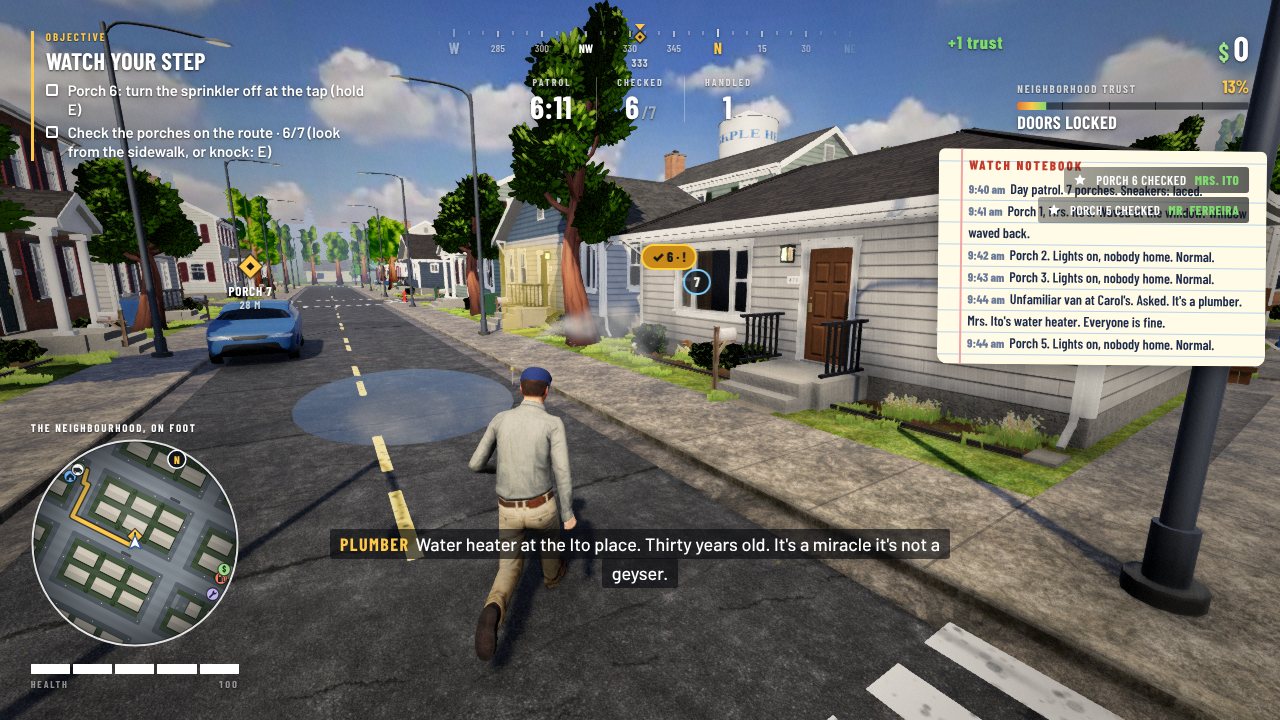 OBJECTIVE
WATCH YOUR STEP
Porch 6: turn the sprinkler off at the tap (hold
E)
Check the porches on the route · 6/7 (look
from the sidewalk, or knock: E)
W 285 300 NW 330 345 N 15 30 NE
333
PATROL CHECKED HANDLED
6:11 6/7 1
+1 trust
$0
NEIGHBORHOOD TRUST 13%
DOORS LOCKED
WATCH NOTEBOOK
PORCH 6 CHECKED MRS. ITO
9:40 am Day patrol. 7 porches. Sneakers: laced.
PORCH 5 CHECKED MR. FERREIRA
9:41 am Porch 1,
waved back.
9:42 am Porch 2. Lights on, nobody home. Normal.
9:43 am Porch 3. Lights on, nobody home. Normal.
9:44 am Unfamiliar van at Carol's. Asked. It's a plumber.
Mrs. Ito's water heater. Everyone is fine.
9:44 am Porch 5. Lights on, nobody home. Normal.
6 · !
7
PORCH 7
28 M
THE NEIGHBOURHOOD, ON FOOT
N
$
PLUMBER Water heater at the Ito place. Thirty years old. It's a miracle it's not a
geyser.
HEALTH 100